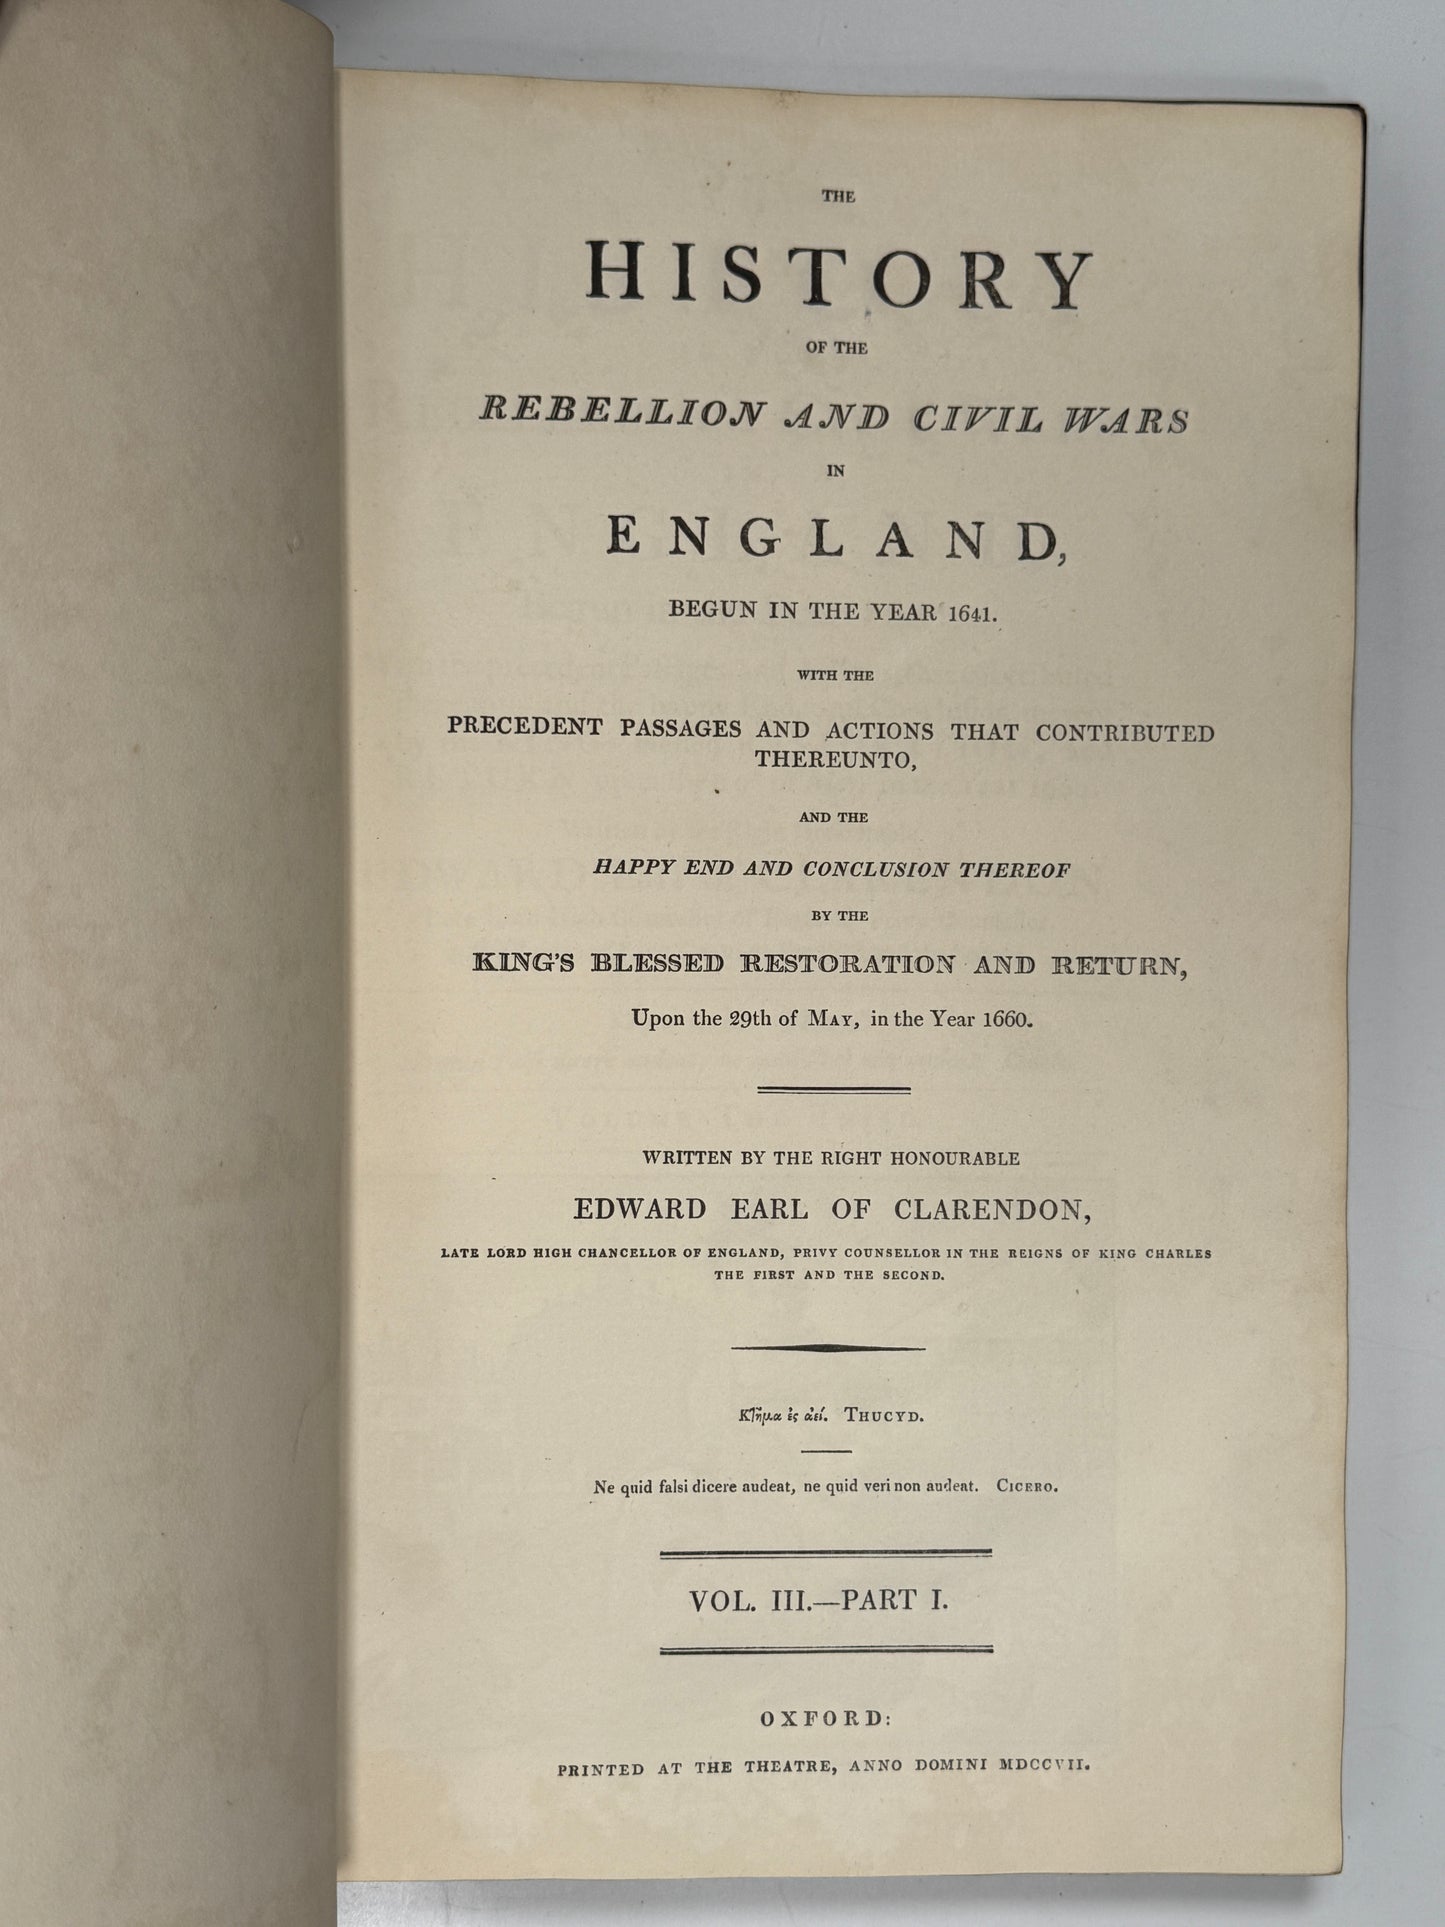 THE
HISTORY
OF THE
REBELLION AND CIVIL WARS
IN
ENGLAND,
BEGUN IN THE YEAR 1641.
WITH THE
PRECEDENT PASSAGES AND ACTIONS THAT CONTRIBUTED
THEREUNTO,
AND THE
HAPPY END AND CONCLUSION THEREOF
BY THE
KING'S BLESSED RESTORATION AND RETURN,
Upon the 29th of MAY, in the Year 1660.
WRITTEN BY THE RIGHT HONOURABLE
EDWARD EARL OF CLARENDON,
LATE LORD HIGH CHANCELLOR OF ENGLAND, PRIVY COUNSELLOR IN THE REIGNS OF KING CHARLES
THE FIRST AND THE SECOND.
Κτῆμα ἐς ἀεί. THUCYD.
Ne quid falsi dicere audeat, ne quid veri non audeat. CICERO.
VOL. III.—PART I.
OXFORD:
PRINTED AT THE THEATRE, ANNO DOMINI MDCCVII.